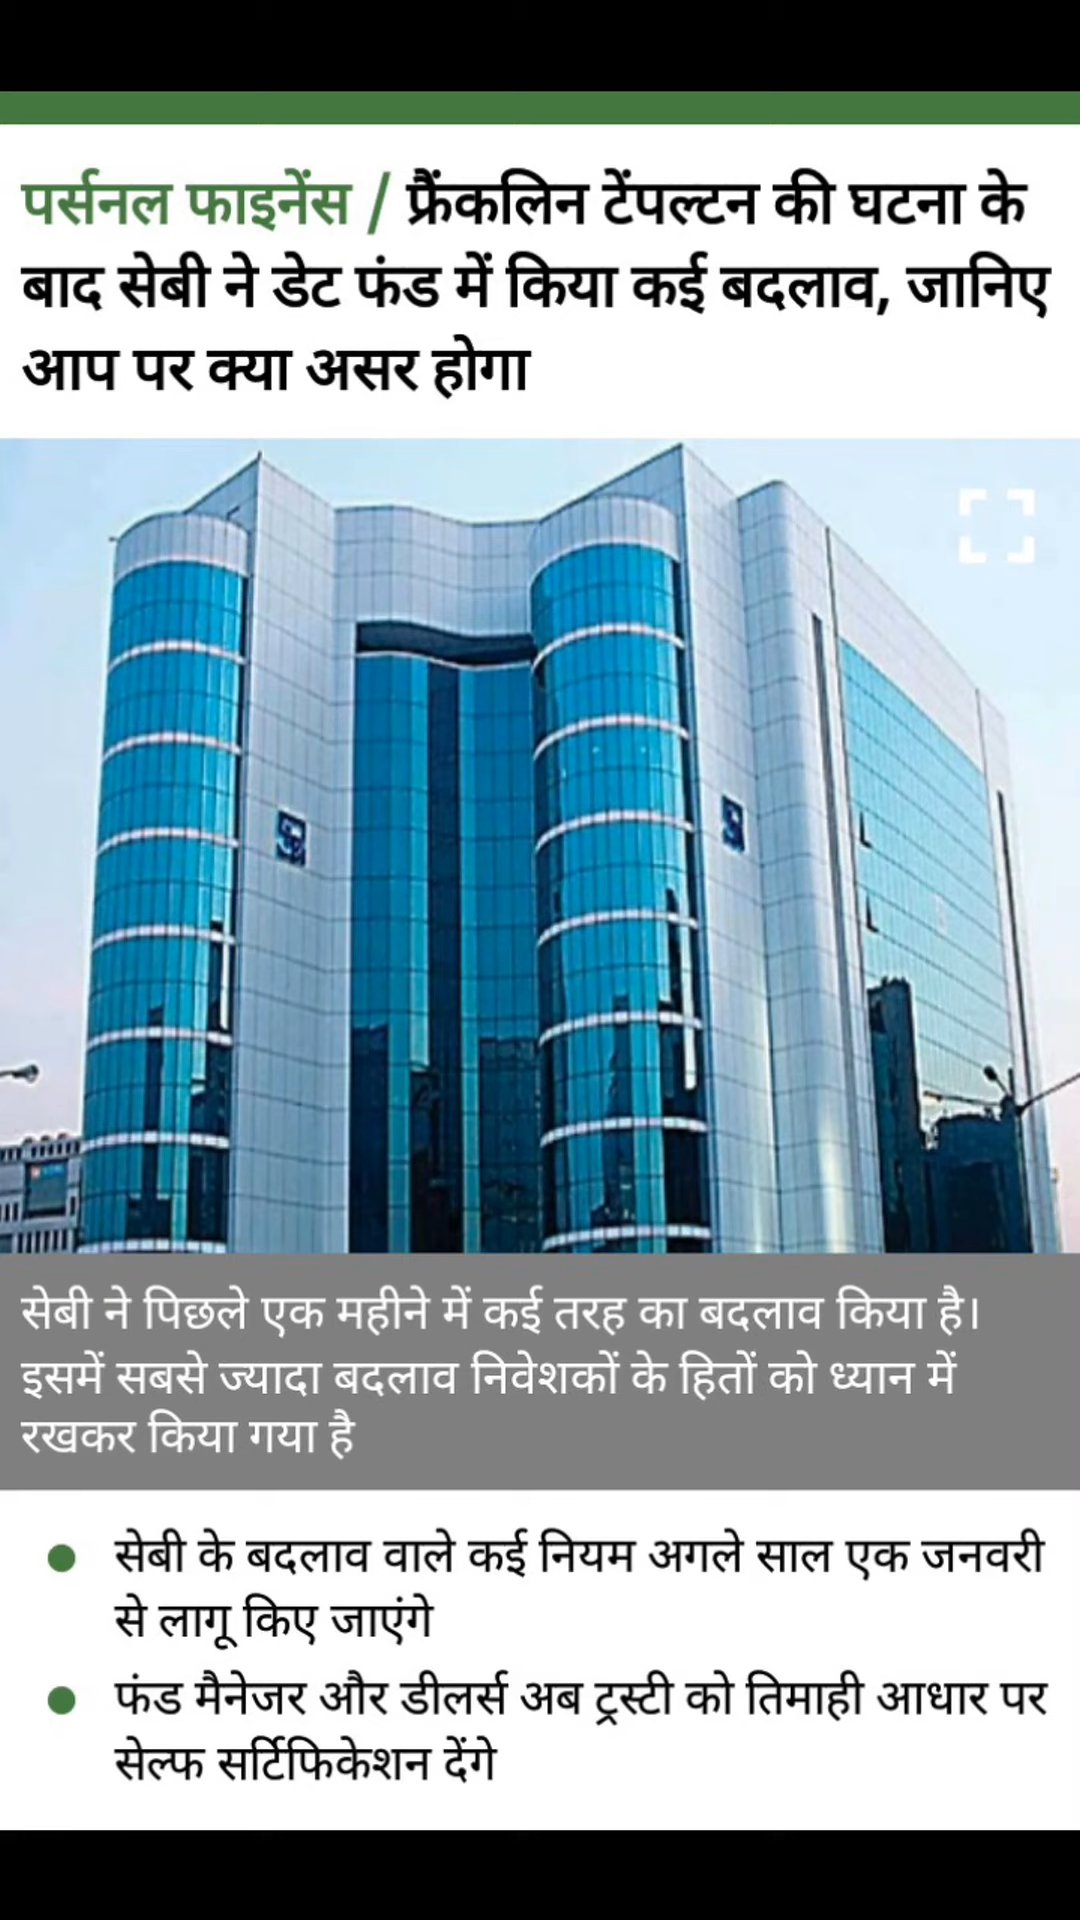 पर्सनल फाइनेंस / फ्रैंकलिन टेंपल्टन की घटना के
बाद सेबी ने डेट फंड में किया कई बदलाव, जानिए
आप पर क्या असर होगा
सेबी ने पिछले एक महीने में कई तरह का बदलाव किया है।
इसमें सबसे ज्यादा बदलाव निवेशकों के हितों को ध्यान में
रखकर किया गया है
● सेबी के बदलाव वाले कई नियम अगले साल एक जनवरी
से लागू किए जाएंगे
● फंड मैनेजर और डीलर्स अब ट्रस्टी को तिमाही आधार पर
सेल्फ सर्टिफिकेशन देंगे